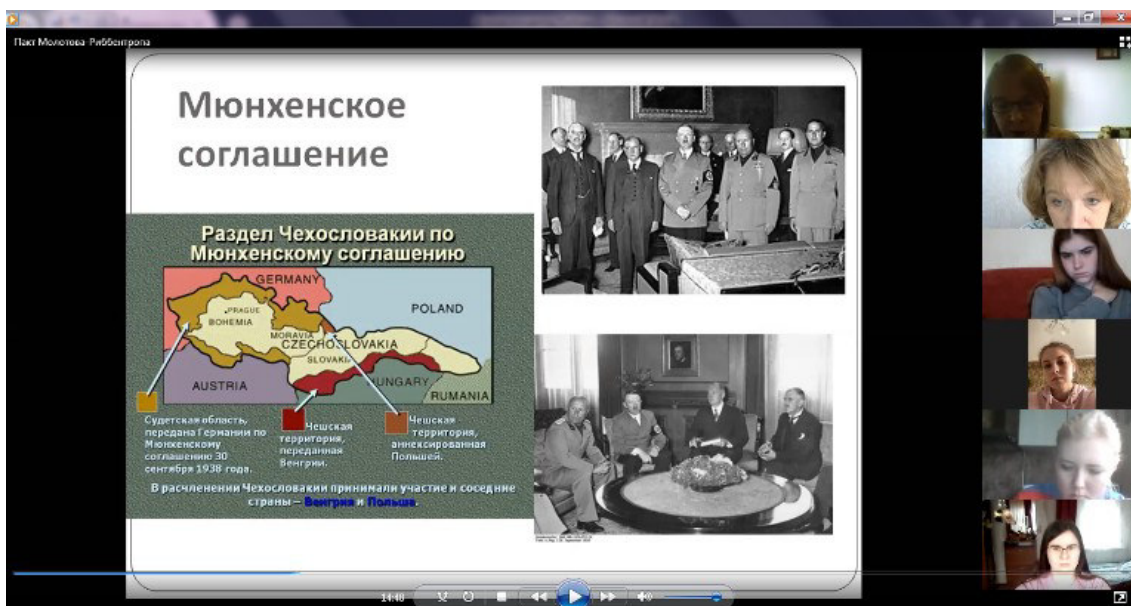 Пакт Молотова-Риббентропа
Мюнхенское
соглашение
Раздел Чехословакии по
Мюнхенскому соглашению
GERMANY
PRAGUE
BOHEMIA
POLAND
MORAVIA
CZECHOSLOVAKIA
SLOVAKIA
AUSTRIA
HUNGARY
RUMANIA
Судетская область,
передана Германии по
Мюнхенскому
соглашению 30
сентября 1938 года.
Чешская
территория,
переданная
Венгрии.
Чешская
территория,
аннексированная
Польшей.
В расчленении Чехословакии принимали участие и соседние
страны – Венгрия и Польша.
14:48